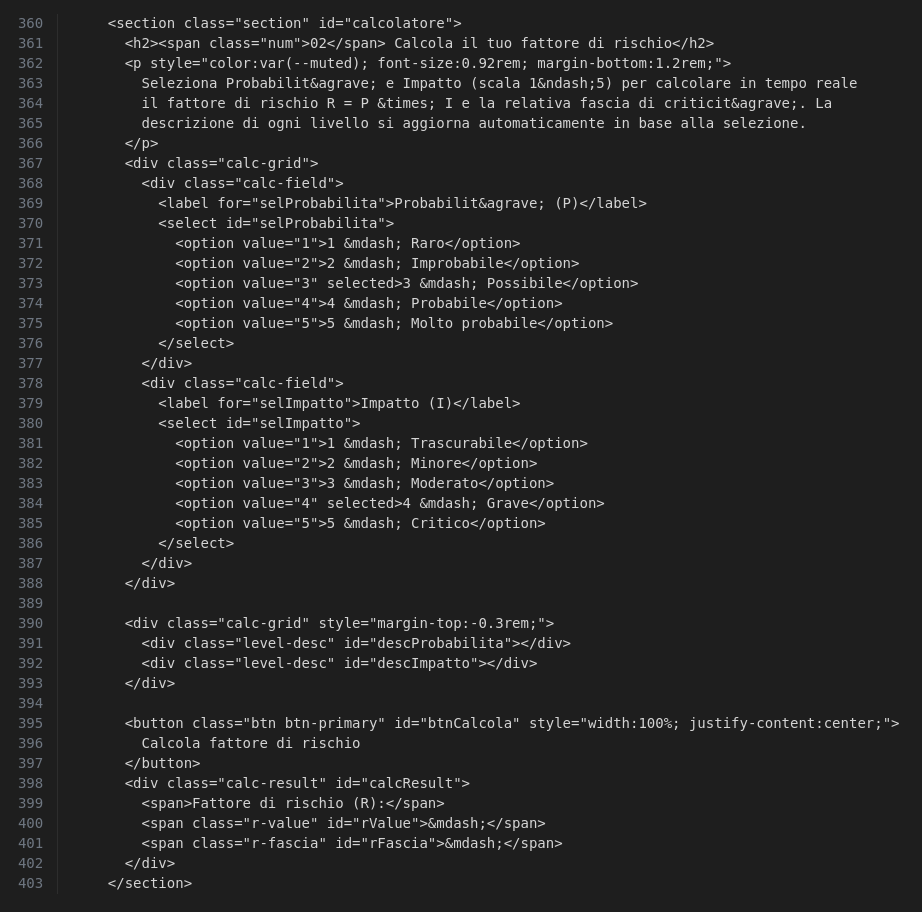 360 <section class="section" id="calcolatore">
361 <h2><span class="num">02</span> Calcola il tuo fattore di rischio</h2>
362 <p style="color:var(--muted); font-size:0.92rem; margin-bottom:1.2rem;">
363 Seleziona Probabilit&agrave; e Impatto (scala 1&ndash;5) per calcolare in tempo reale
364 il fattore di rischio R = P &times; I e la relativa fascia di criticit&agrave;. La
365 descrizione di ogni livello si aggiorna automaticamente in base alla selezione.
366 </p>
367 <div class="calc-grid">
368 <div class="calc-field">
369 <label for="selProbabilita">Probabilit&agrave; (P)</label>
370 <select id="selProbabilita">
371 <option value="1">1 &mdash; Raro</option>
372 <option value="2">2 &mdash; Improbabile</option>
373 <option value="3" selected>3 &mdash; Possibile</option>
374 <option value="4">4 &mdash; Probabile</option>
375 <option value="5">5 &mdash; Molto probabile</option>
376 </select>
377 </div>
378 <div class="calc-field">
379 <label for="selImpatto">Impatto (I)</label>
380 <select id="selImpatto">
381 <option value="1">1 &mdash; Trascurabile</option>
382 <option value="2">2 &mdash; Minore</option>
383 <option value="3">3 &mdash; Moderato</option>
384 <option value="4" selected>4 &mdash; Grave</option>
385 <option value="5">5 &mdash; Critico</option>
386 </select>
387 </div>
388 </div>
389
390 <div class="calc-grid" style="margin-top:-0.3rem;">
391 <div class="level-desc" id="descProbabilita"></div>
392 <div class="level-desc" id="descImpatto"></div>
393 </div>
394
395 <button class="btn btn-primary" id="btnCalcola" style="width:100%; justify-content:center;">
396 Calcola fattore di rischio
397 </button>
398 <div class="calc-result" id="calcResult">
399 <span>Fattore di rischio (R):</span>
400 <span class="r-value" id="rValue">&mdash;</span>
401 <span class="r-fascia" id="rFascia">&mdash;</span>
402 </div>
403 </section>